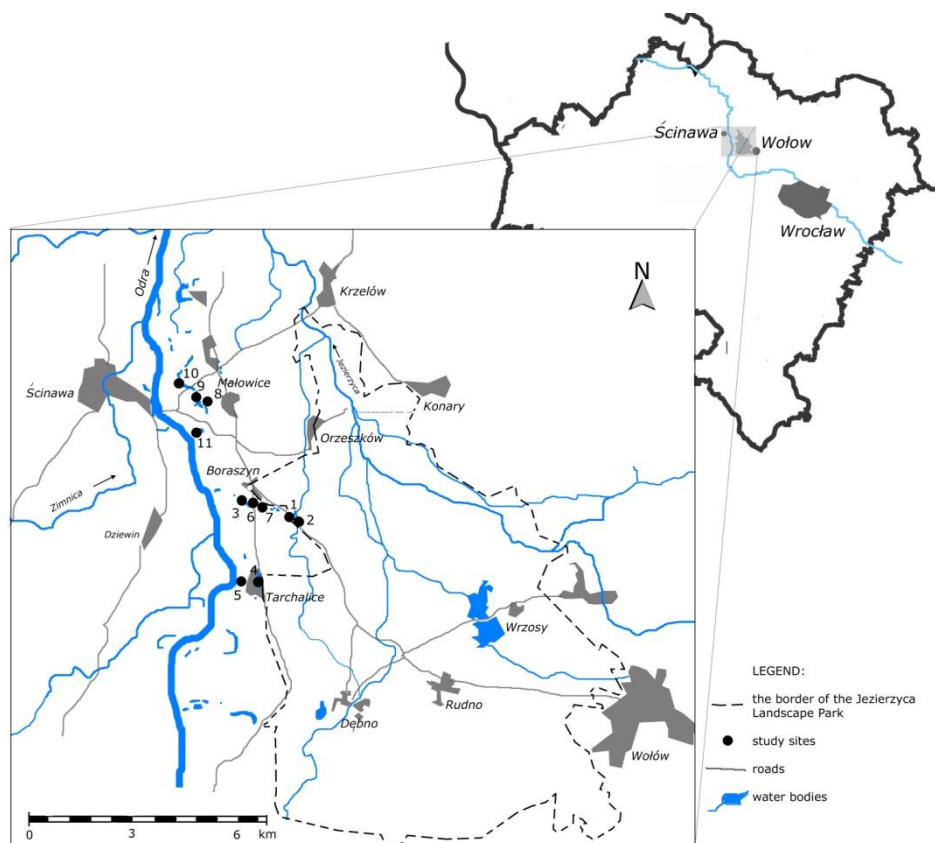 Ścinawa
Wołow
Wrocław
Odra
N
Krzelów
Jezierzyca
10
Małowice
Ścinawa
9
8
Konary
11
Orzeszków
Boraszyn
Zimnica
3
6
7
1
2
Dziewin
4
5
Tarchalice
Wrzosy
LEGEND:
the border of the Jezierzyca
Landscape Park
study sites
roads
water bodies
Rudno
Dębno
Wołów
0
3
6
km